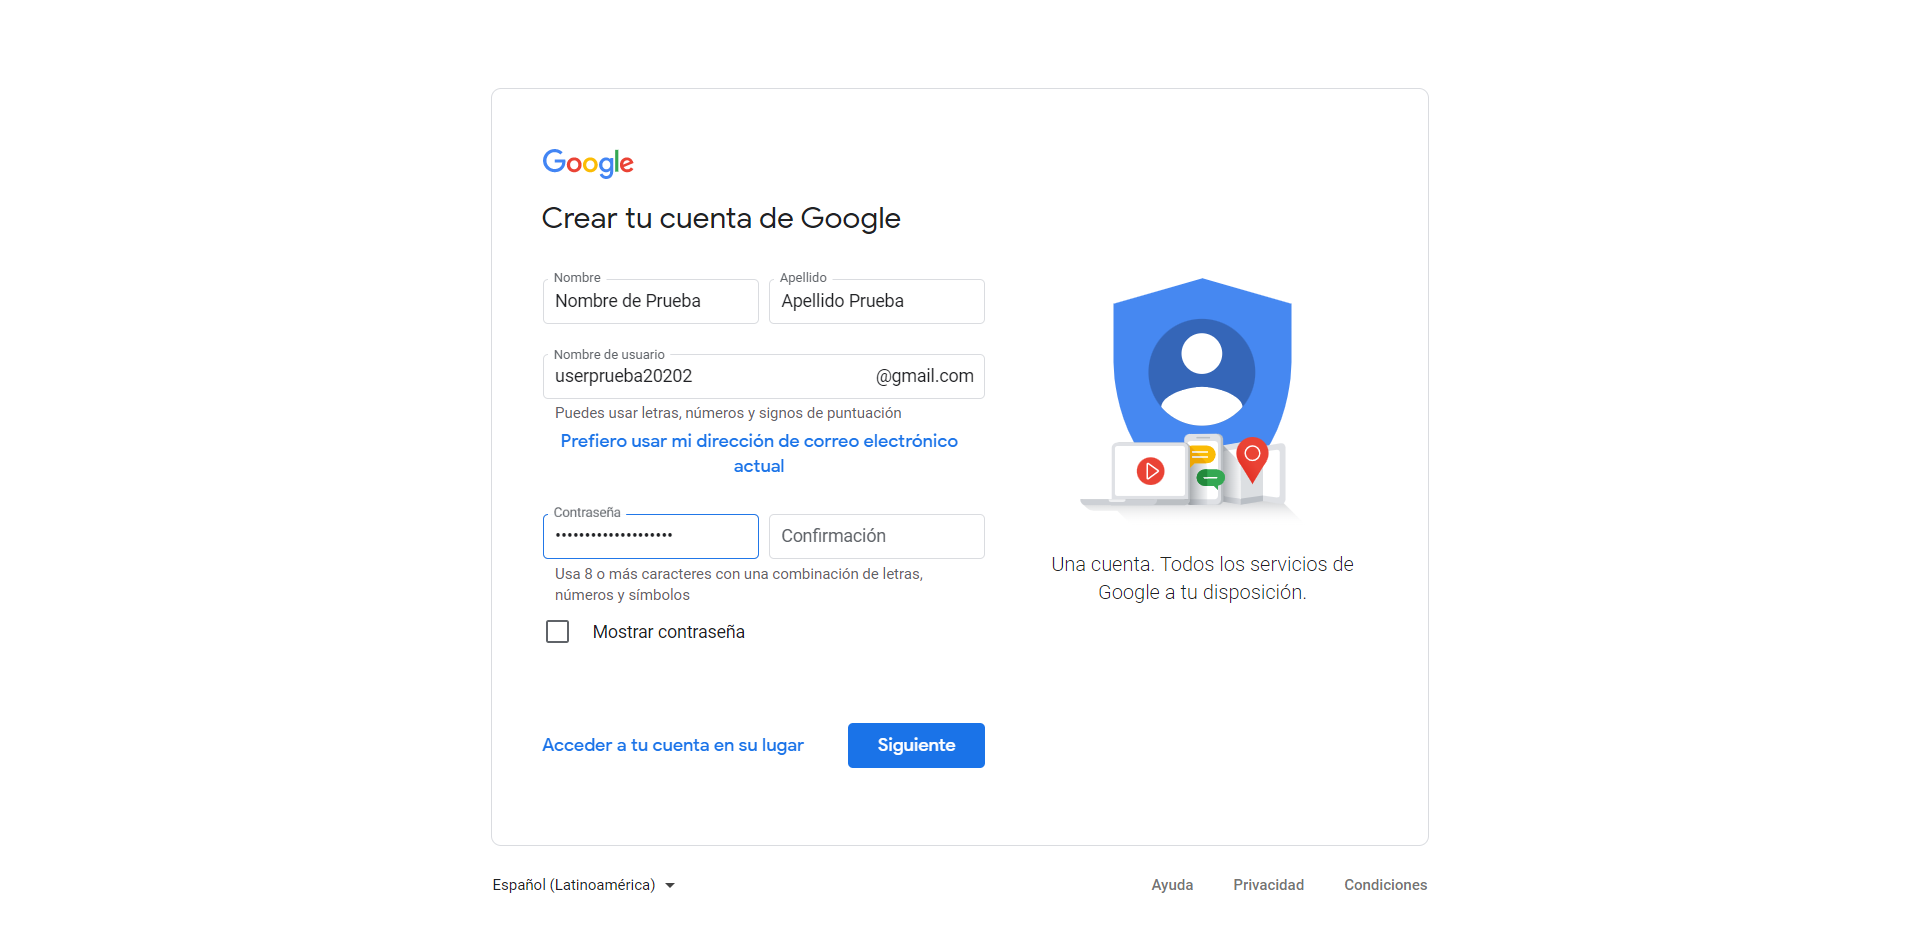 Google
Crear tu cuenta de Google
Nombre
Apellido
Nombre de Prueba
Apellido Prueba
Nombre de usuario
userprueba20202
@gmail.com
Puedes usar letras, números y signos de puntuación
Prefiero usar mi dirección de correo electrónico
actual
Contraseña
••••••••••••••••••••
Confirmación
Usa 8 o más caracteres con una combinación de letras,
números y símbolos
Mostrar contraseña
Una cuenta. Todos los servicios de
Google a tu disposición.
Acceder a tu cuenta en su lugar
Siguiente
Español (Latinoamérica)
Ayuda
Privacidad
Condiciones